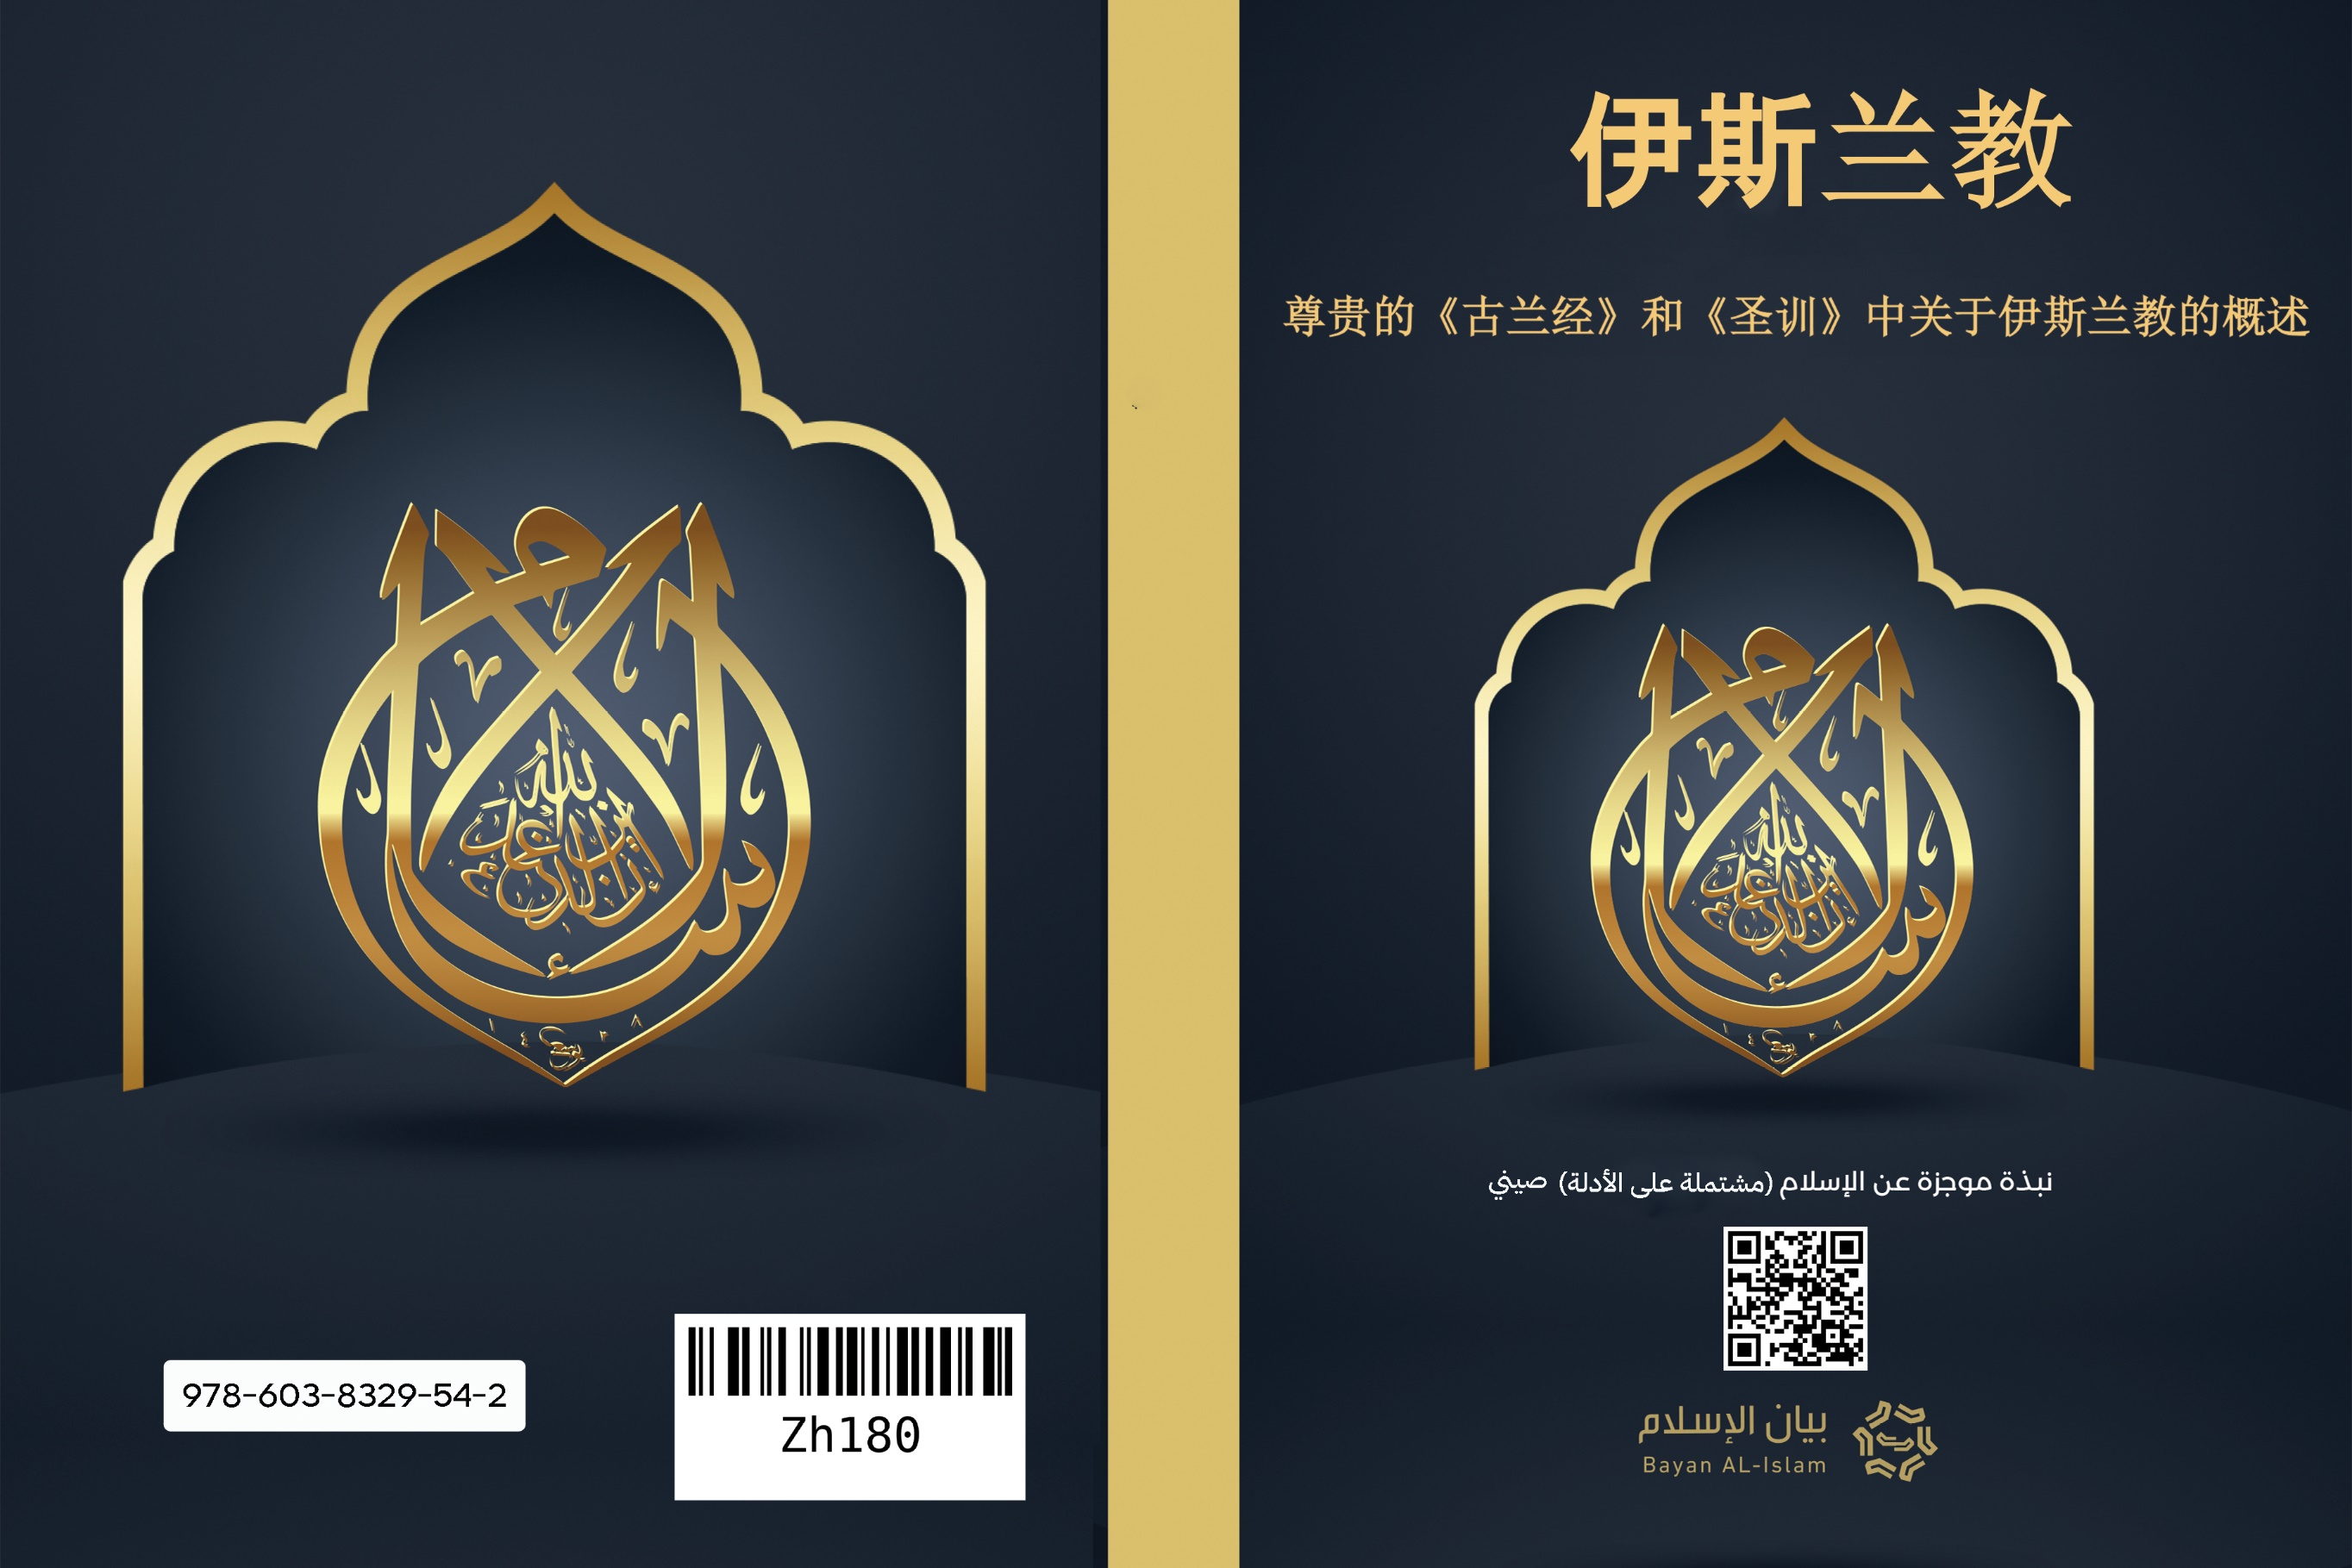 伊斯兰教
尊贵的《古兰经》和《圣训》中关于伊斯兰教的概述
نبذة موجزة عن الإسلام (مشتملة على الأدلة) صيني
بيان الإسلام
Bayan AL-Islam
978-603-8329-54-2
Zh180